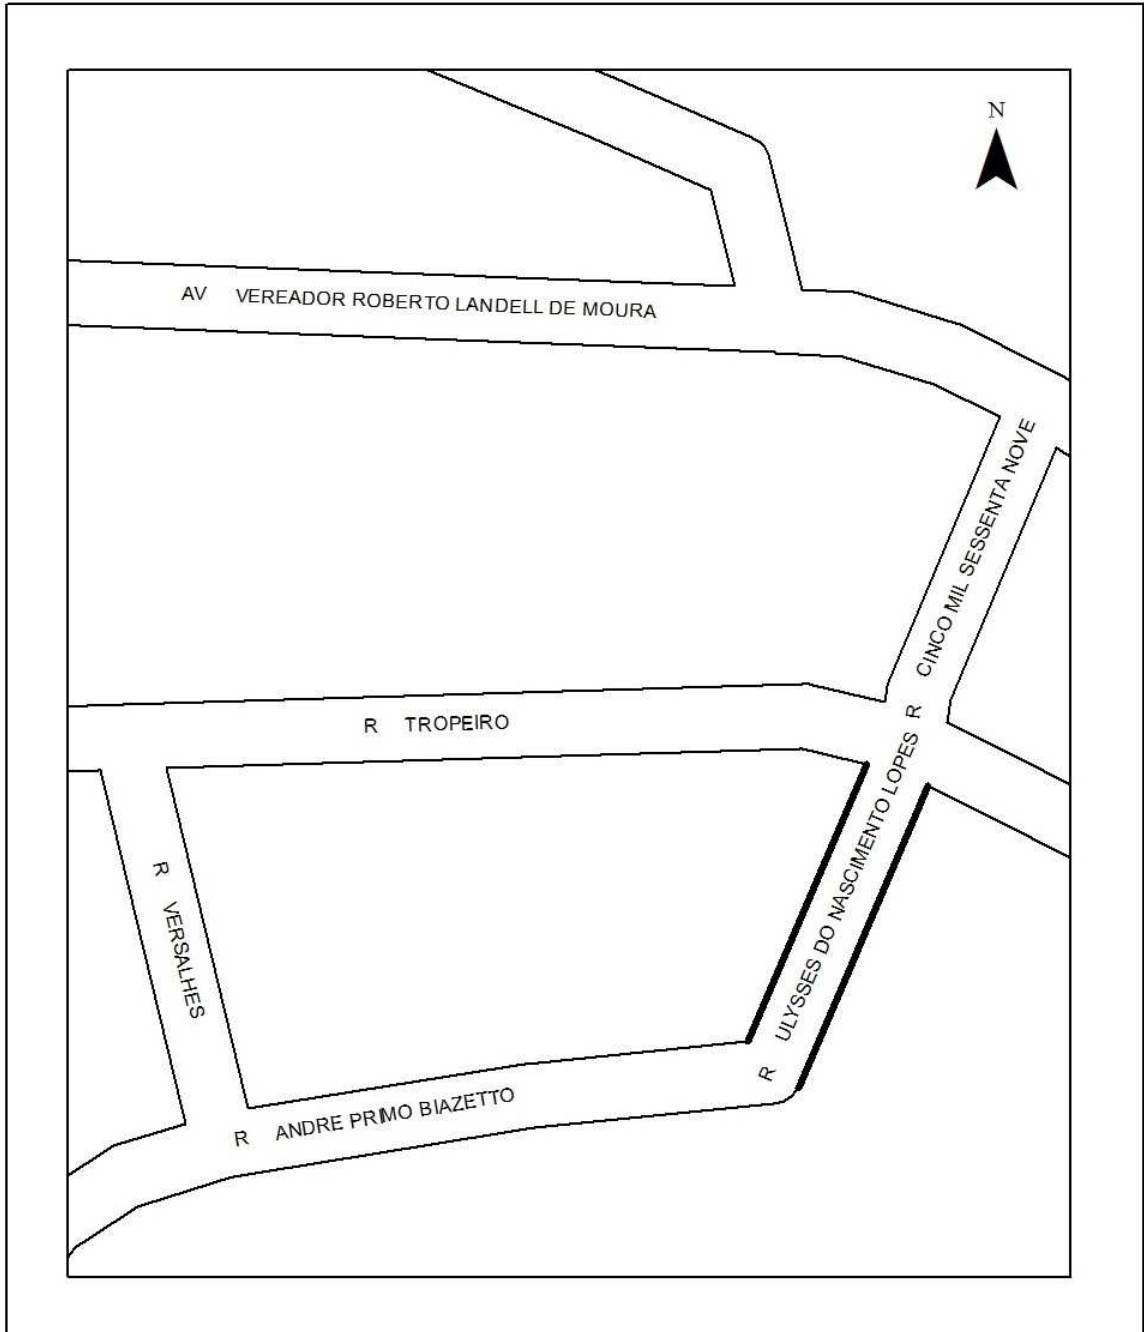 N
AV VEREADOR ROBERTO LANDELL DE MOURA
R CINCO MIL SESSENTA NOVE
R TROPEIRO
R ULYSSES DO NASCIMENTO LOPES
R VERSALHES
R ANDRE PRIMO BIAZETTO